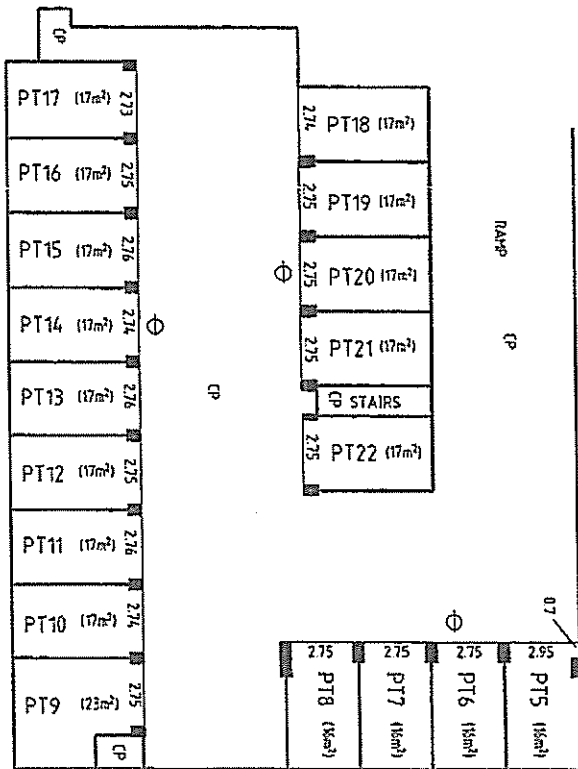 CP
PT17 (17m²) 2.73
PT16 (17m²) 2.75
PT15 (17m²) 2.76
PT14 (17m²) 2.74
PT13 (17m²) 2.76
PT12 (17m²) 2.75
PT11 (17m²) 2.76
PT10 (17m²) 2.74
PT9 (23m²) 2.75
CP
CP
2.74 PT18 (17m²)
2.75 PT19 (17m²)
2.75 PT20 (17m²)
2.75 PT21 (17m²)
CP STAIRS
2.75 PT22 (17m²)
RAMP
CP
0.7
2.75 PT8 (16m²)
2.75 PT7 (16m²)
2.75 PT6 (16m²)
2.95 PT5 (16m²)